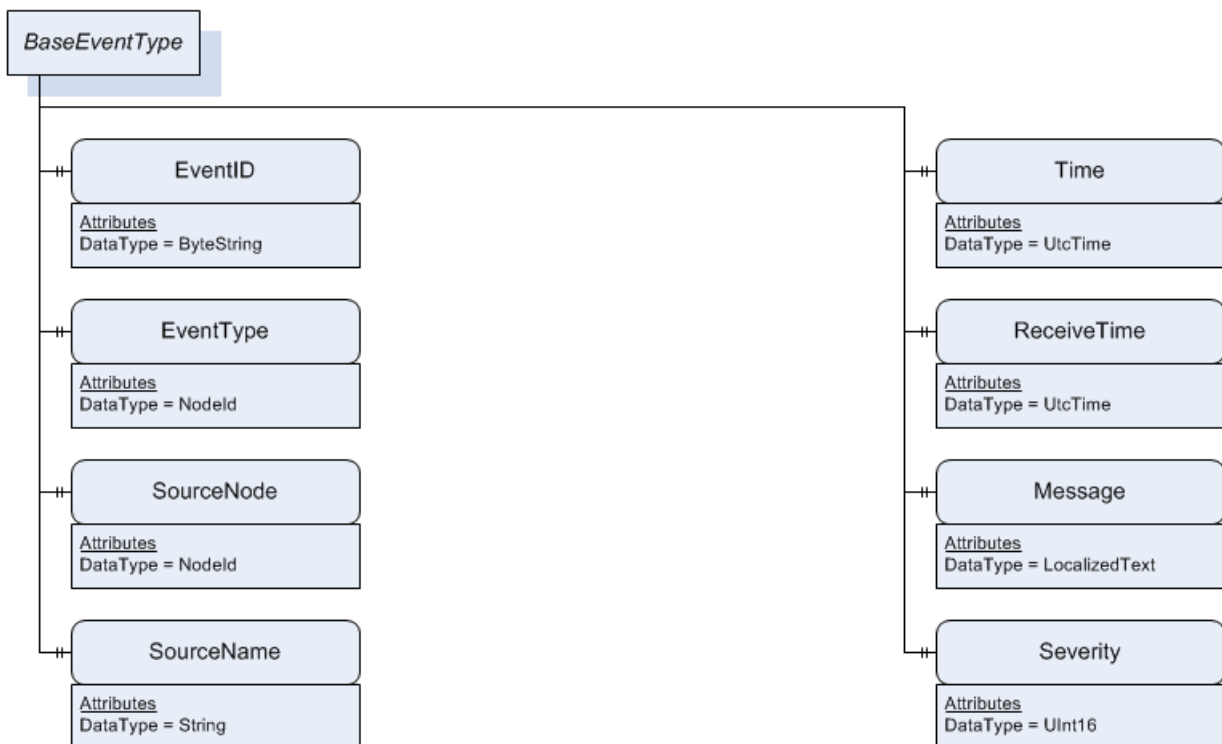 BaseEventType
EventID
Attributes
DataType = ByteString
EventType
Attributes
DataType = NodeId
SourceNode
Attributes
DataType = NodeId
SourceName
Attributes
DataType = String
Time
Attributes
DataType = UtcTime
ReceiveTime
Attributes
DataType = UtcTime
Message
Attributes
DataType = LocalizedText
Severity
Attributes
DataType = UInt16